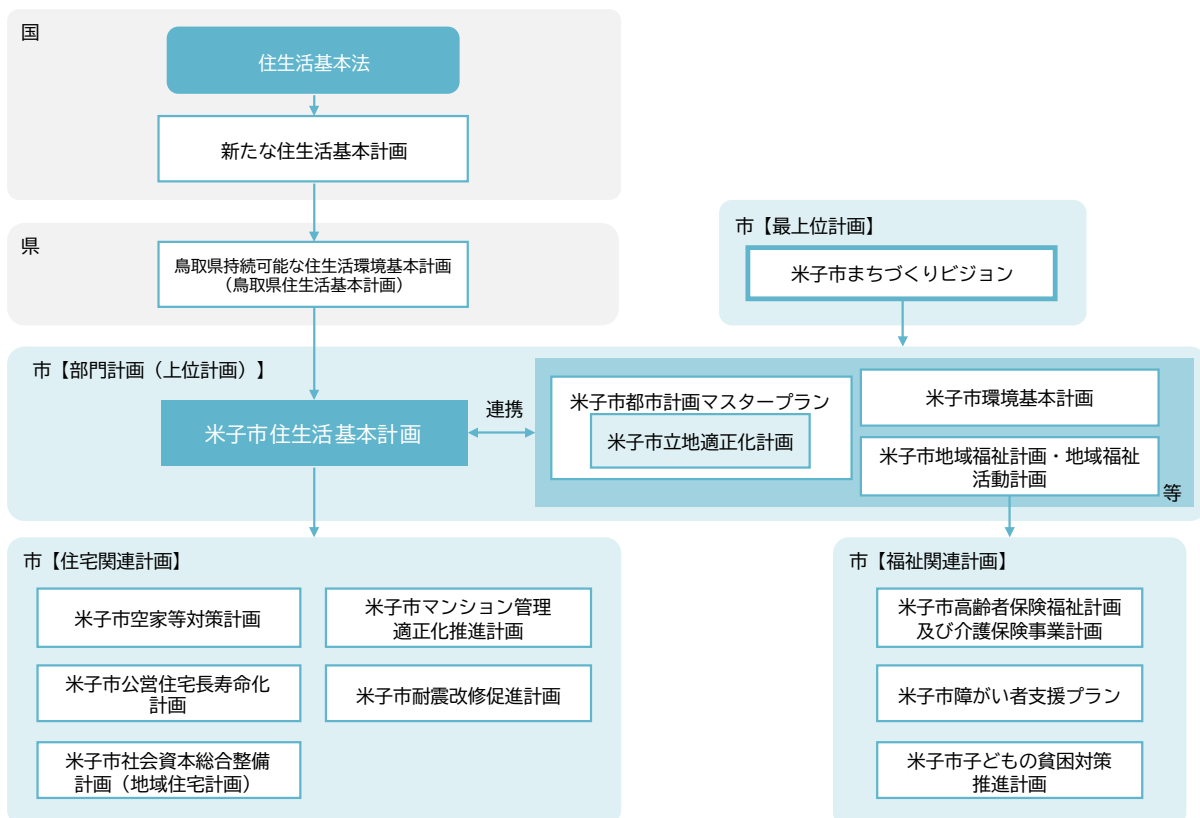 国
住生活基本法
新たな住生活基本計画
県
鳥取県持続可能な住生活環境基本計画
（鳥取県住生活基本計画）
市【最上位計画】
米子市まちづくりビジョン
市【部門計画（上位計画）】
米子市住生活基本計画
連携
米子市都市計画マスタープラン
米子市立地適正化計画
米子市環境基本計画
米子市地域福祉計画・地域福祉
活動計画
等
市【住宅関連計画】
米子市空家等対策計画
米子市マンション管理
適正化推進計画
米子市公営住宅長寿命化
計画
米子市耐震改修促進計画
米子市社会資本総合整備
計画（地域住宅計画）
市【福祉関連計画】
米子市高齢者保険福祉計画
及び介護保険事業計画
米子市障がい者支援プラン
米子市子どもの貧困対策
推進計画